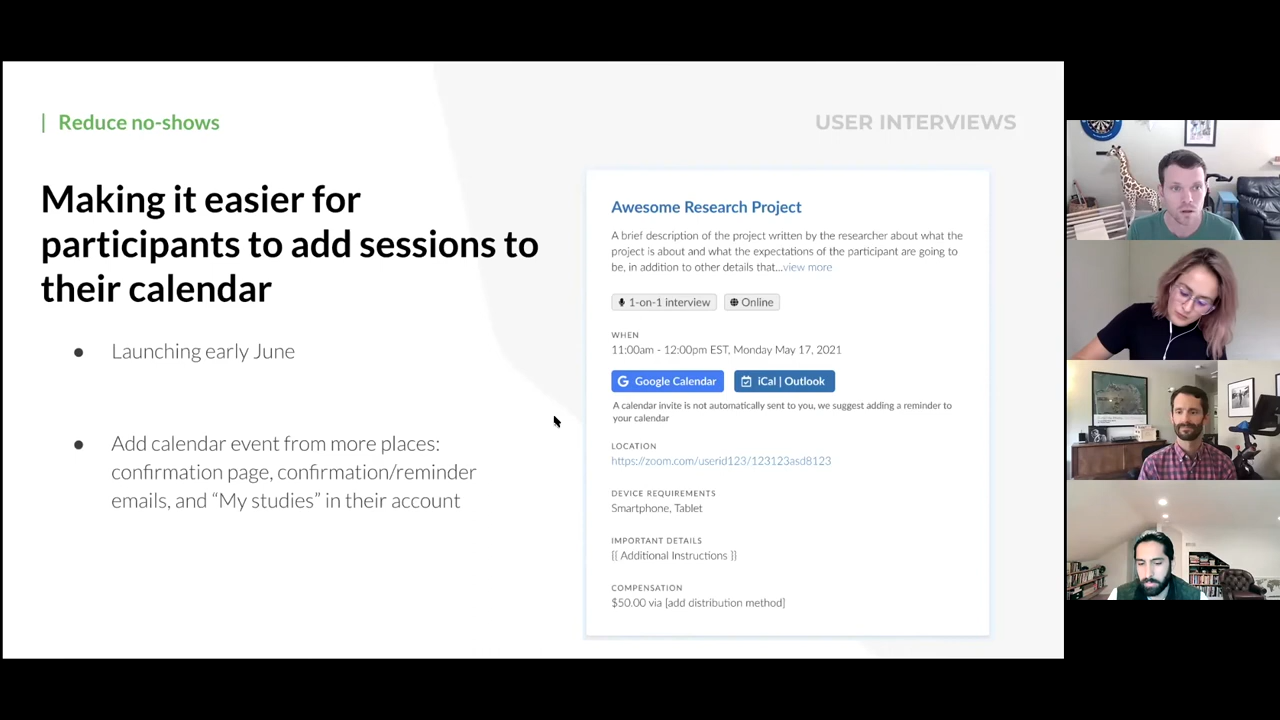 | Reduce no-shows
USER INTERVIEWS
Making it easier for
participants to add sessions to
their calendar
● Launching early June
● Add calendar event from more places:
confirmation page, confirmation/reminder
emails, and “My studies” in their account
Awesome Research Project
A brief description of the project written by the researcher about what the
project is about and what the expectations of the participant are going to
be, in addition to other details that...view more
1-on-1 interview Online
WHEN
11:00am - 12:00pm EST, Monday May 17, 2021
Google Calendar iCal | Outlook
A calendar invite is not automatically sent to you, we suggest adding a reminder to
your calendar
LOCATION
https://zoom.com/userid123/123123asd8123
DEVICE REQUIREMENTS
Smartphone, Tablet
IMPORTANT DETAILS
{{ Additional Instructions }}
COMPENSATION
$50.00 via [add distribution method]